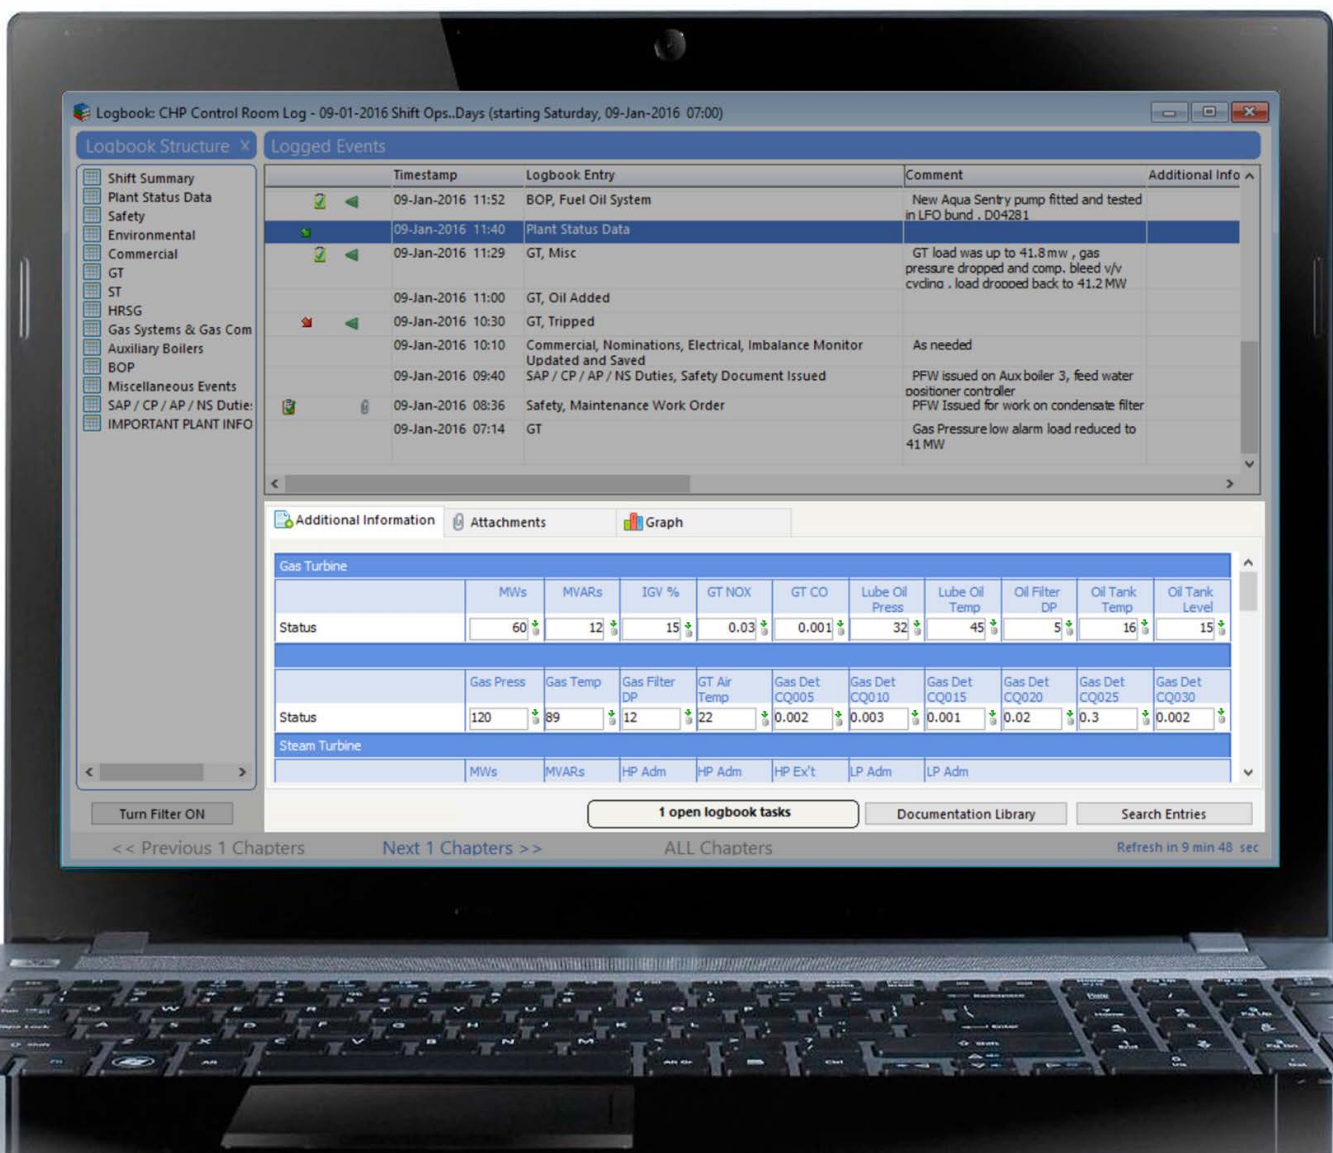 Logbook: CHP Control Room Log - 09-01-2016 Shift Ops..Days (starting Saturday, 09-Jan-2016 07:00)
Logbook Structure X
Shift Summary
Plant Status Data
Safety
Environmental
Commercial
GT
ST
HRSG
Gas Systems & Gas Com
Auxiliary Boilers
BOP
Miscellaneous Events
SAP / CP / AP / NS Duties
IMPORTANT PLANT INFO
Turn Filter ON
Logged Events
Timestamp Logbook Entry Comment Additional Info
09-Jan-2016 11:52 BOP, Fuel Oil System New Aqua Sentry pump fitted and tested
in LFO bund . D04281
09-Jan-2016 11:40 Plant Status Data
09-Jan-2016 11:29 GT, Misc GT load was up to 41.8mw , gas
pressure dropped and comp. bleed v/v
cycling . load dropped back to 41.2 MW
09-Jan-2016 11:00 GT, Oil Added
09-Jan-2016 10:30 GT, Tripped
09-Jan-2016 10:10 Commercial, Nominations, Electrical, Imbalance Monitor As needed
Updated and Saved
09-Jan-2016 09:40 SAP / CP / AP / NS Duties, Safety Document Issued PFW issued on Aux boiler 3, feed water
positioner controller
09-Jan-2016 08:36 Safety, Maintenance Work Order PFW Issued for work on condensate filter
09-Jan-2016 07:14 GT Gas Pressure low alarm load reduced to
41 MW
Additional Information Attachments Graph
Gas Turbine
MWs MVARs IGV % GT NOX GT CO Lube Oil Press Lube Oil Temp Oil Filter DP Oil Tank Temp Oil Tank Level
Status 60 12 15 0.03 0.001 32 45 5 16 15
Gas Press Gas Temp Gas Filter DP GT Air Temp Gas Det CQ005 Gas Det CQ010 Gas Det CQ015 Gas Det CQ020 Gas Det CQ025 Gas Det CQ030
Status 120 89 12 22 0.002 0.003 0.001 0.02 0.3 0.002
Steam Turbine
MWs MVARs HP Adm HP Adm HP Ex't LP Adm LP Adm
1 open logbook tasks Documentation Library Search Entries
<< Previous 1 Chapters Next 1 Chapters >> ALL Chapters Refresh in 9 min 48 sec